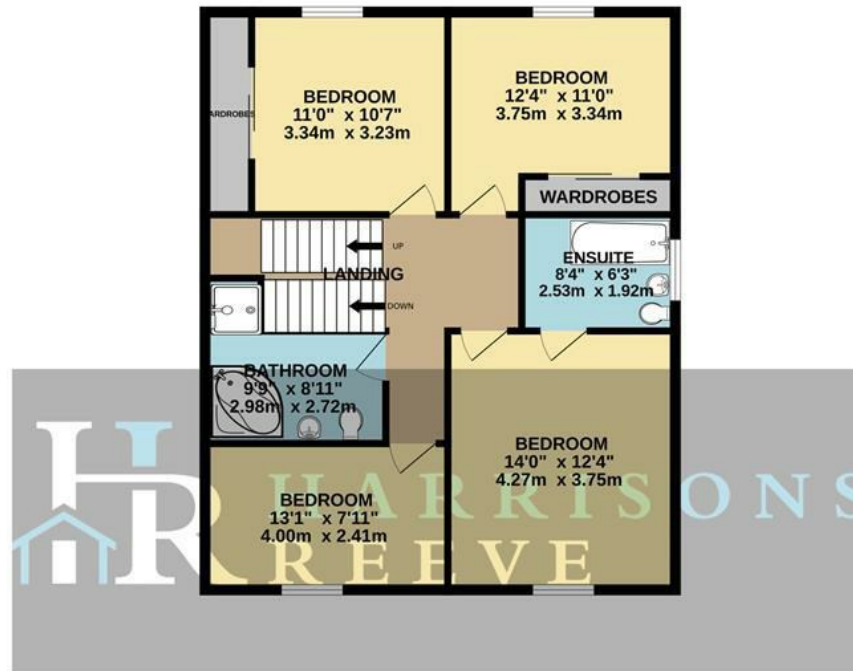 BEDROOM
11'0" x 10'7"
3.34m x 3.23m
BEDROOM
12'4" x 11'0"
3.75m x 3.34m
ARDROBES
WARDROBES
UP
LANDING
DOWN
ENSUITE
8'4" x 6'3"
2.53m x 1.92m
BATHROOM
9'9" x 8'11"
2.98m x 2.72m
BEDROOM
14'0" x 12'4"
4.27m x 3.75m
BEDROOM
13'1" x 7'11"
4.00m x 2.41m
HR
HARRISONS
REEVE